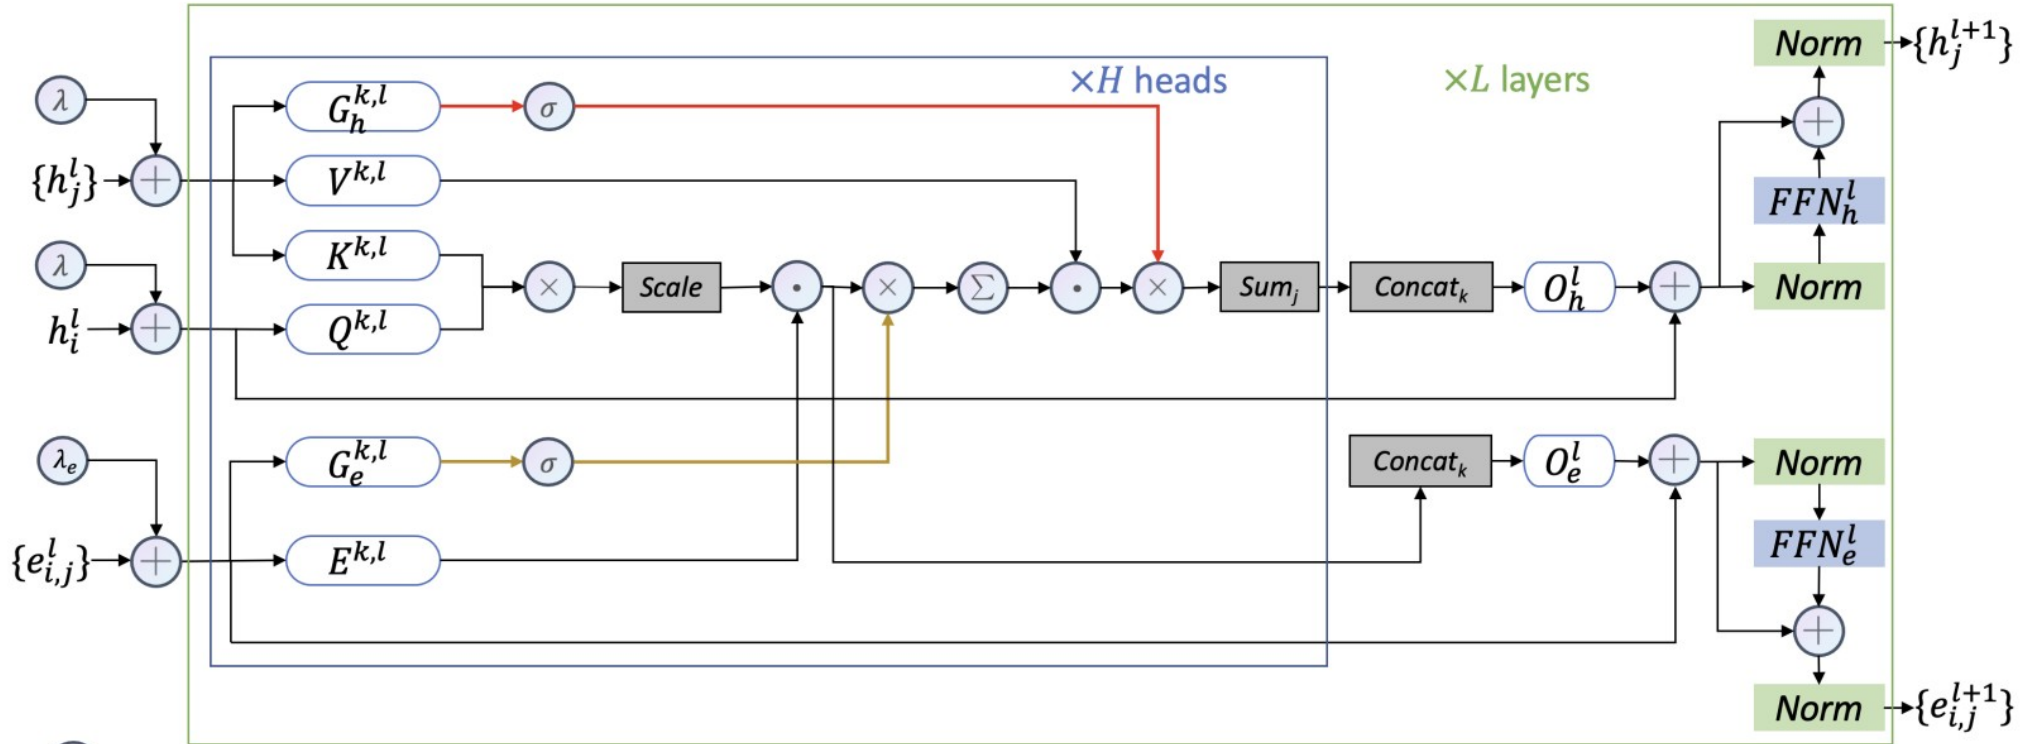 ×H heads
×L layers
Norm
{h_j^{l+1}}
λ
G_h^{k,l}
σ
+
{h_j^l}
+
V^{k,l}
FFN_h^l
λ
K^{k,l}
×
Scale
·
×
Σ
·
×
Sum_j
Concat_k
O_h^l
+
Norm
h_i^l
+
Q^{k,l}
λ_e
G_e^{k,l}
σ
Concat_k
O_e^l
+
Norm
{e_{i,j}^l}
+
E^{k,l}
FFN_e^l
+
Norm
{e_{i,j}^{l+1}}